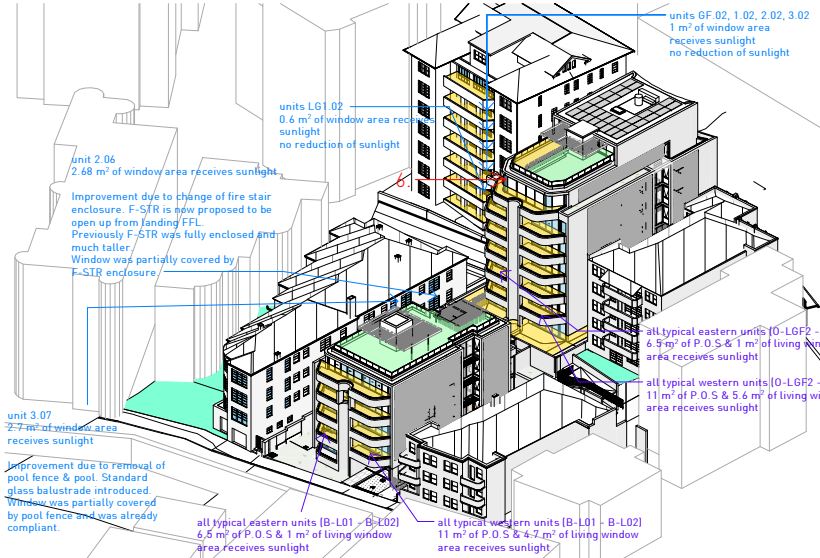 units GF.02, 1.02, 2.02, 3.02
1 m² of window area
receives sunlight
no reduction of sunlight
units LG1.02
0.6 m² of window area receives
sunlight
no reduction of sunlight
unit 2.06
2.68 m² of window area receives sunlight
Improvement due to change of fire stair
enclosure. F-STR is now proposed to be
open up from landing FFL.
Previously F-STR was fully enclosed and
much taller.
Window was partially covered by
F-STR enclosure.
6.
all typical eastern units (O-LGF2 -
6.5 m² of P.O.S & 1 m² of living win
area receives sunlight
all typical western units (O-LGF2 -
11 m² of P.O.S & 5.6 m² of living wi
area receives sunlight
unit 3.07
2.7 m² of window area
receives sunlight
Improvement due to removal of
pool fence & pool. Standard
glass balustrade introduced.
Window was partially covered
by pool fence and was already
compliant.
all typical eastern units (B-L01 - B-L02)
6.5 m² of P.O.S & 1 m² of living window
area receives sunlight
all typical western units (B-L01 - B-L02)
11 m² of P.O.S & 4.7 m² of living window
area receives sunlight